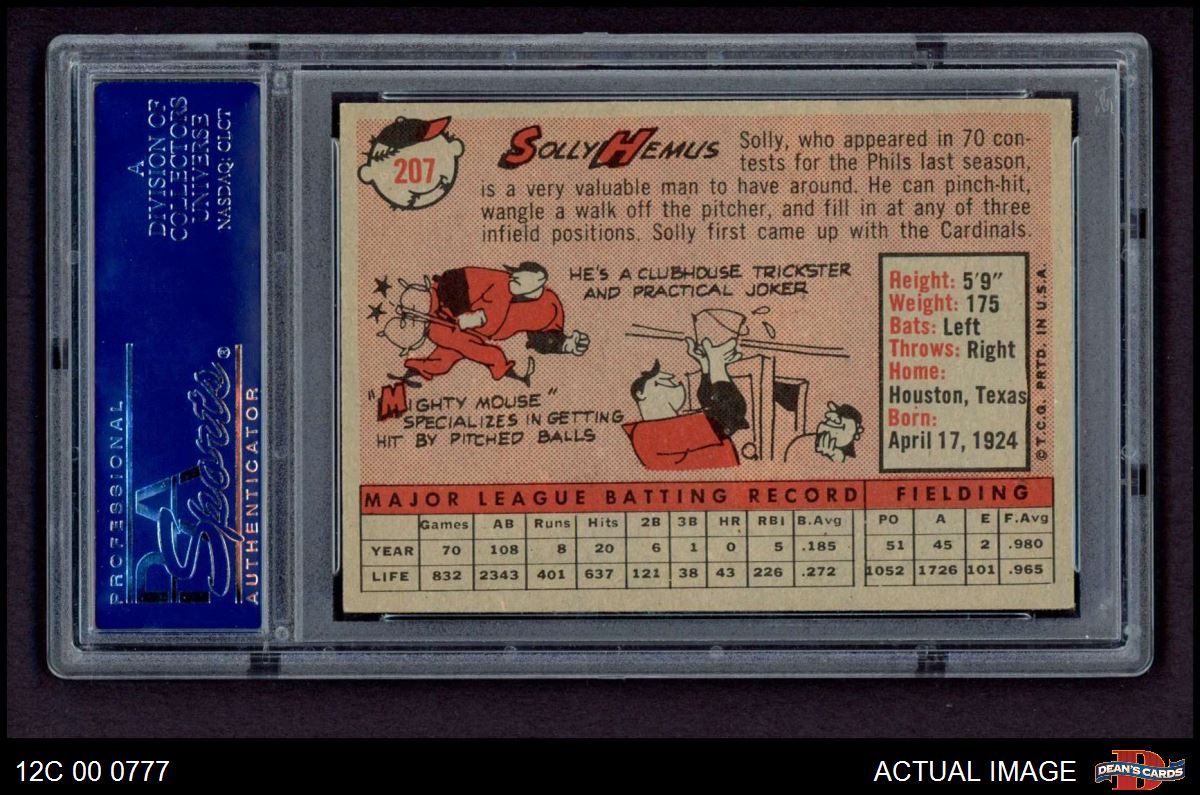 A
DIVISION OF
COLLECTORS
UNIVERSE
NASDAQ: CLCT
PROFESSIONAL
PSA
Sports®
AUTHENTICATOR
207
SOLLY HEMUS
Solly, who appeared in 70 con-
tests for the Phils last season,
is a very valuable man to have around. He can pinch-hit,
wangle a walk off the pitcher, and fill in at any of three
infield positions. Solly first came up with the Cardinals.
HE'S A CLUBHOUSE TRICKSTER
AND PRACTICAL JOKER
"MIGHTY MOUSE"
SPECIALIZES IN GETTING
HIT BY PITCHED BALLS
Height: 5'9"
Weight: 175
Bats: Left
Throws: Right
Home:
Houston, Texas
Born:
April 17, 1924
© T.C.G. PRTD. IN U.S.A.
MAJOR LEAGUE BATTING RECORD FIELDING
Games AB Runs Hits 2B 3B HR RBI B.Avg PO A E F.Avg
YEAR 70 108 8 20 6 1 0 5 .185 51 45 2 .980
LIFE 832 2343 401 637 121 38 43 226 .272 1052 1726 101 .965
12C 00 0777
ACTUAL IMAGE
D
DEAN'S CARDS